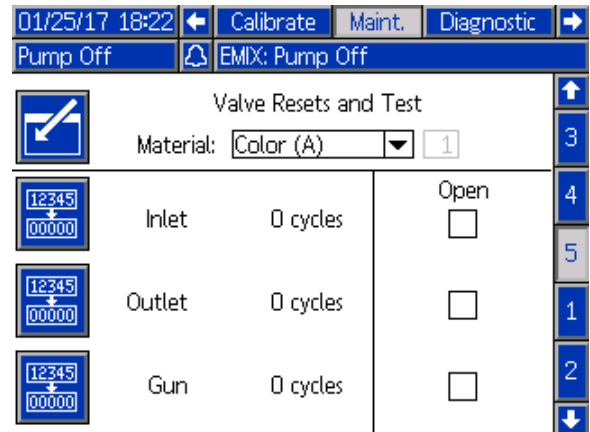 01/25/17 18:22 Calibrate Maint. Diagnostic
Pump Off EMIX: Pump Off
Valve Resets and Test
Material: Color (A) 1
3
12345
00000
Inlet 0 cycles
Open
4
5
12345
00000
Outlet 0 cycles
1
12345
00000
Gun 0 cycles
2